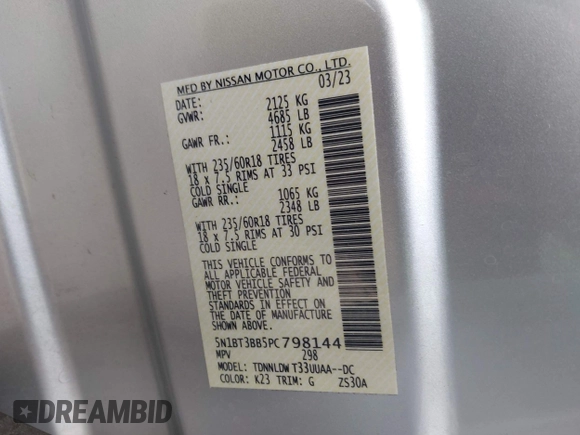 MFD BY NISSAN MOTOR CO., LTD.
DATE: 03/23
GVWR: 2125 KG
4685 LB
GAWR FR.: 1115 KG
2458 LB
WITH 235/60R18 TIRES
18 x 7.5 RIMS AT 33 PSI
COLD SINGLE
GAWR RR.: 1065 KG
2348 LB
WITH 235/60R18 TIRES
18 x 7.5 RIMS AT 30 PSI
COLD SINGLE
THIS VEHICLE CONFORMS TO
ALL APPLICABLE FEDERAL
MOTOR VEHICLE SAFETY AND
THEFT PREVENTION
STANDARDS IN EFFECT ON
THE DATE OF MANUFACTURE
SHOWN ABOVE.
5N1BT3BB5PC798144
MPV 298
MODEL: TDNNLDW T33UUAA--DC
COLOR: K23 TRIM: G ZS30A
DREAMBID